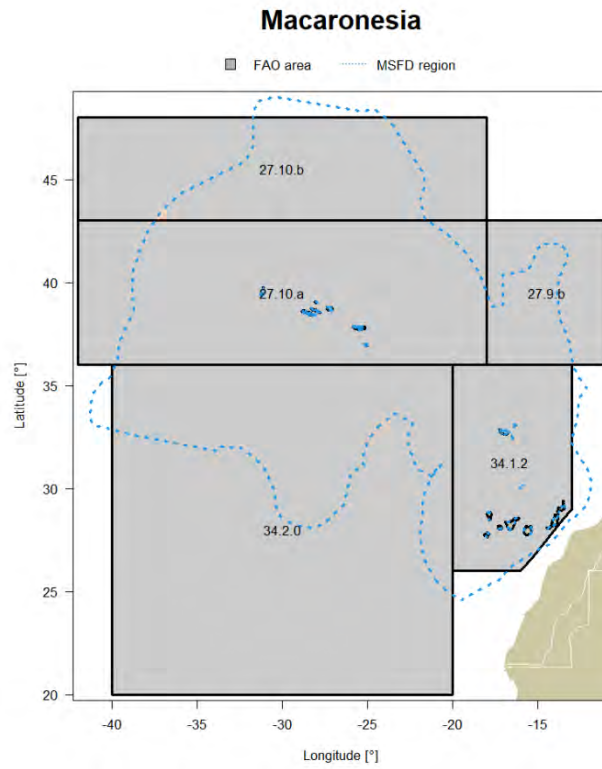 Macaronesia
FAO area MSFD region
27.10.b
27.10.a
27.9.b
34.1.2
34.2.0
45
40
35
30
25
20
Latitude [°]
-40 -35 -30 -25 -20 -15
Longitude [°]